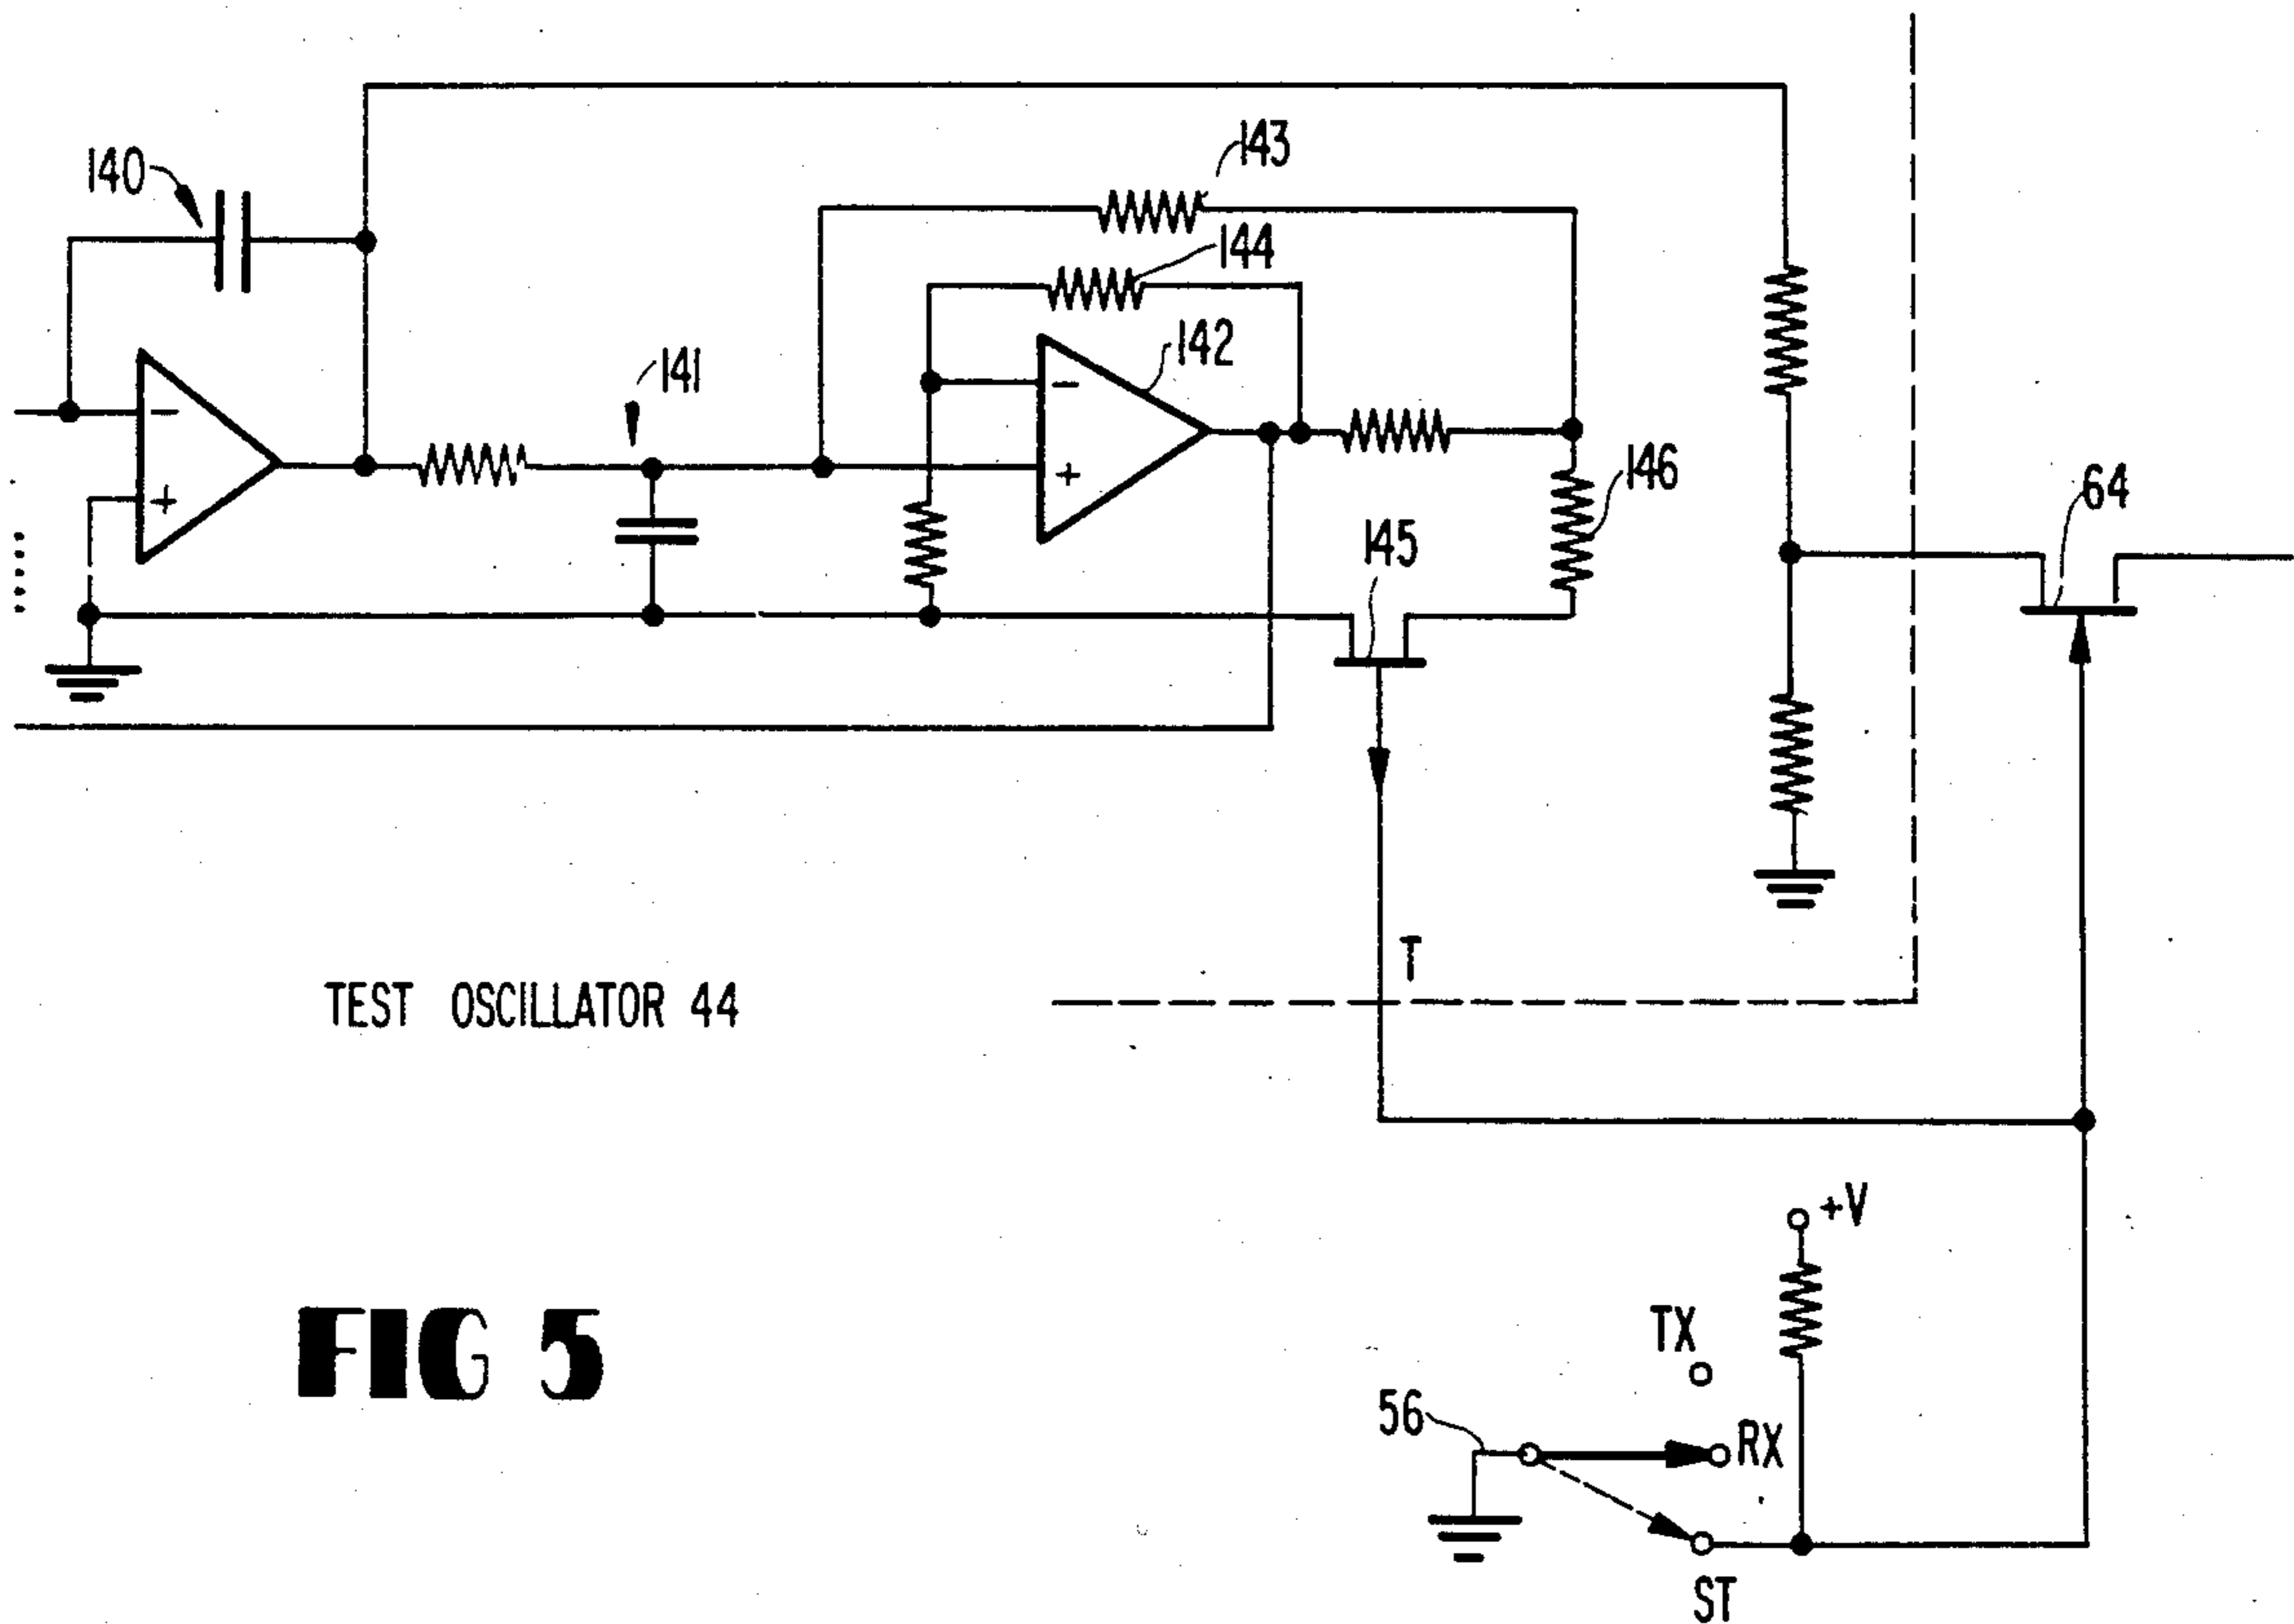 143
140
144
142
141
146
64
145
-
-
+
+
T
TEST OSCILLATOR 44
+V
TX
56
RX
FIG 5
ST